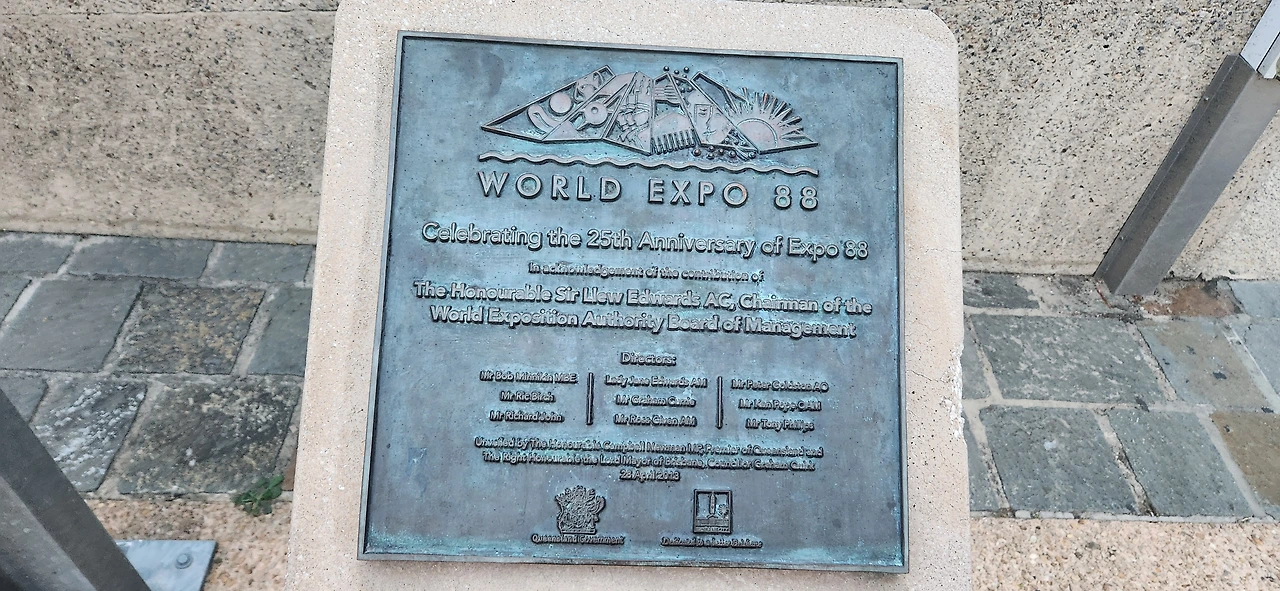 WORLD EXPO 88
Celebrating the 25th Anniversary of Expo '88
In acknowledgement of the contribution of
The Honourable Sir Llew Edwards AC, Chairman of the
World Exposition Authority Board of Management
Directors:
Mr Bob Minnikin MBE
Mr Ric Birch
Mr Richard John
Lady Jane Edwards AM
Mr Graham Currie
Mr Ross Given AM
Mr Peter Goldston AO
Mr Ken Pope OAM
Mr Tony Phillips
Unveiled by The Honourable Campbell Newman MP, Premier of Queensland and
The Right Honourable the Lord Mayor of Brisbane, Councillor Graham Quirk
28 April 2013
Queensland Government